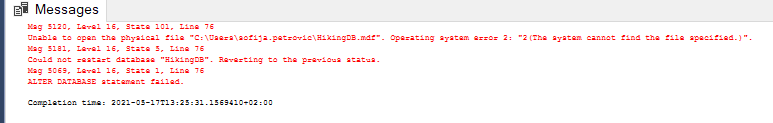 Messages
Msg 5120, Level 16, State 101, Line 76
Unable to open the physical file "C:\Users\sofija.petrovic\HikingDB.mdf". Operating system error 2: "2(The system cannot find the file specified.)".
Msg 5181, Level 16, State 5, Line 76
Could not restart database "HikingDB". Reverting to the previous status.
Msg 5069, Level 16, State 1, Line 76
ALTER DATABASE statement failed.
Completion time: 2021-05-17T13:25:31.1569410+02:00